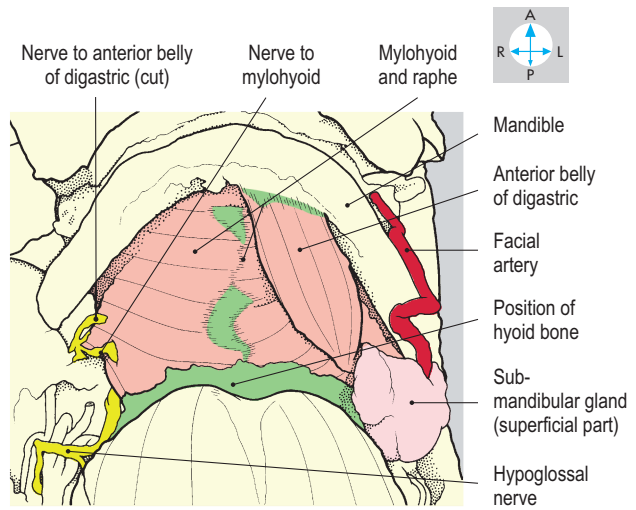 A
R L
P
Nerve to anterior belly
of digastric (cut)
Nerve to
mylohyoid
Mylohyoid
and raphe
Mandible
Anterior belly
of digastric
Facial
artery
Position of
hyoid bone
Sub-
mandibular gland
(superficial part)
Hypoglossal
nerve